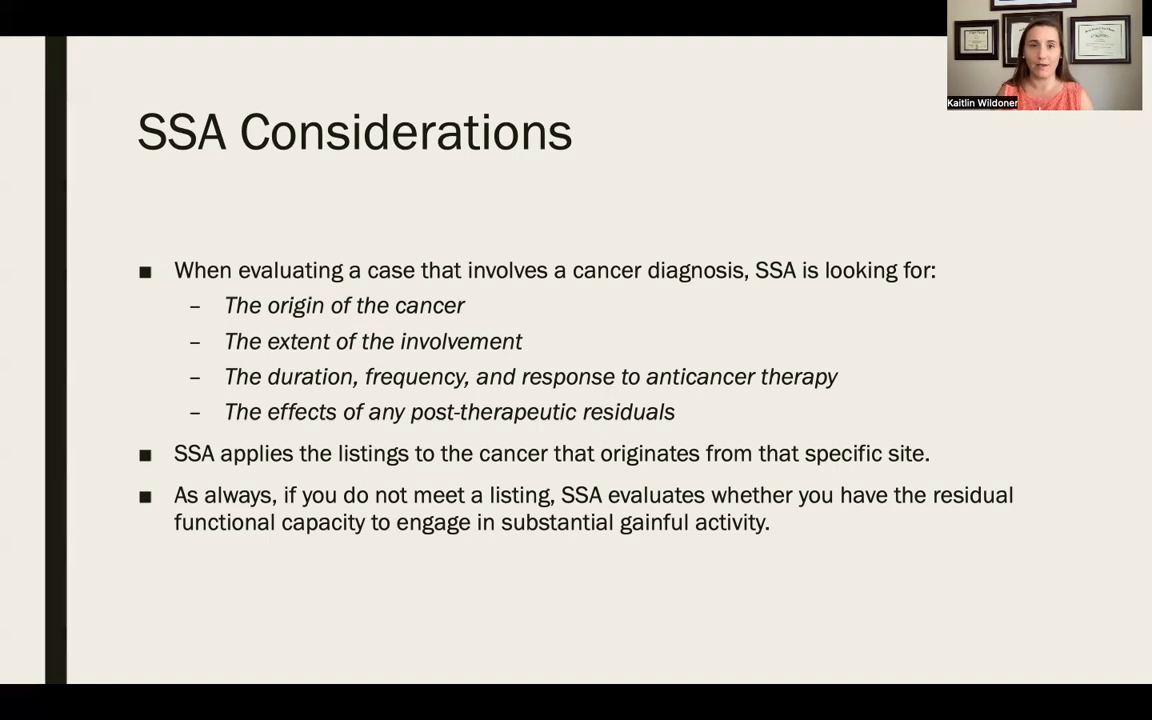 Kaitlin Wildoner
SSA Considerations
■ When evaluating a case that involves a cancer diagnosis, SSA is looking for:
– The origin of the cancer
– The extent of the involvement
– The duration, frequency, and response to anticancer therapy
– The effects of any post-therapeutic residuals
■ SSA applies the listings to the cancer that originates from that specific site.
■ As always, if you do not meet a listing, SSA evaluates whether you have the residual
functional capacity to engage in substantial gainful activity.